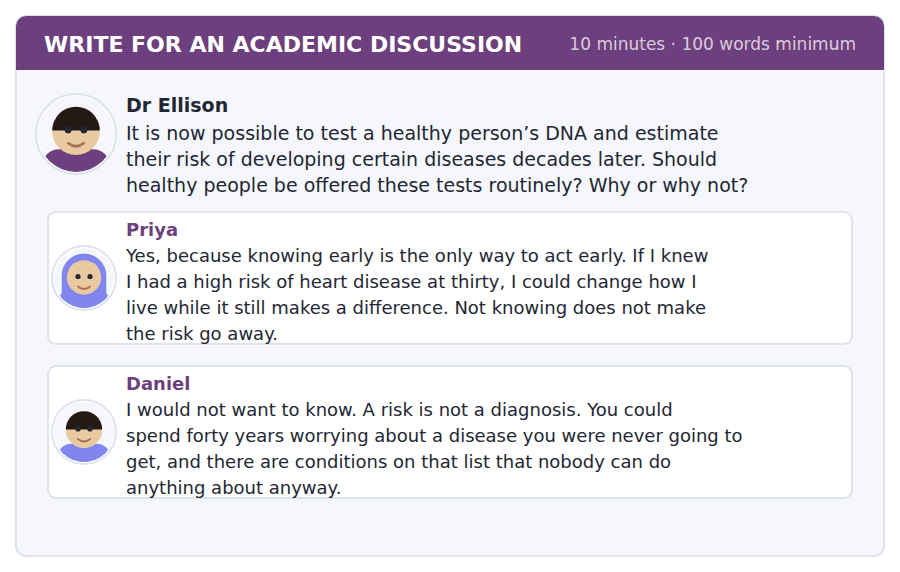 WRITE FOR AN ACADEMIC DISCUSSION
10 minutes · 100 words minimum
Dr Ellison
It is now possible to test a healthy person’s DNA and estimate
their risk of developing certain diseases decades later. Should
healthy people be offered these tests routinely? Why or why not?
Priya
Yes, because knowing early is the only way to act early. If I knew
I had a high risk of heart disease at thirty, I could change how I
live while it still makes a difference. Not knowing does not make
the risk go away.
Daniel
I would not want to know. A risk is not a diagnosis. You could
spend forty years worrying about a disease you were never going to
get, and there are conditions on that list that nobody can do
anything about anyway.